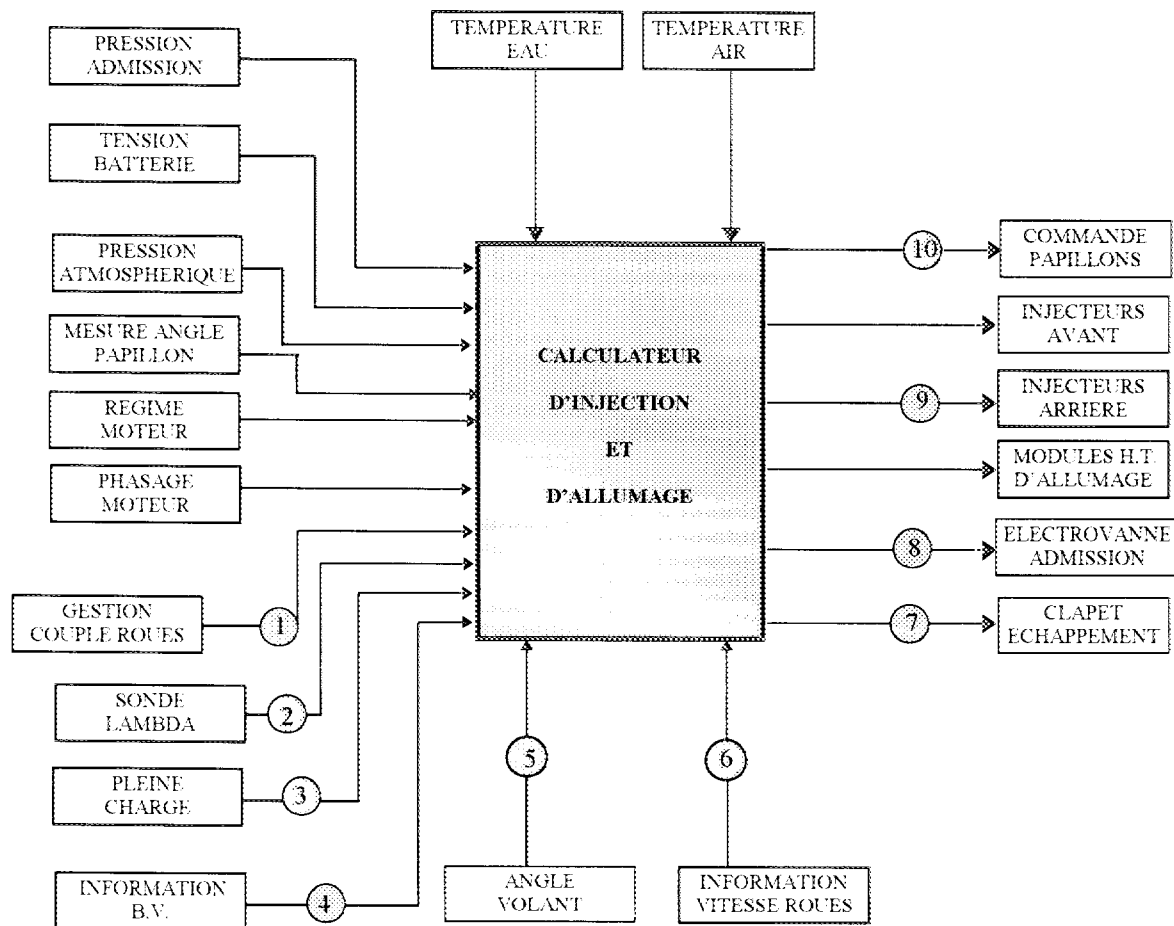 PRESSION
ADMISSION
TEMPERATURE
EAU
TEMPERATURE
AIR
TENSION
BATTERIE
PRESSION
ATMOSPHERIQUE
MESURE ANGLE
PAPILLON
REGIME
MOTEUR
PHASAGE
MOTEUR
GESTION
COUPLE ROUES
1
SONDE
LAMBDA
2
PLEINE
CHARGE
3
INFORMATION
B.V.
4
CALCULATEUR
D'INJECTION
ET
D'ALLUMAGE
5
ANGLE
VOLANT
6
INFORMATION
VITESSE ROUES
10
COMMANDE
PAPILLONS
INJECTEURS
AVANT
9
INJECTEURS
ARRIERE
MODULES H.T.
D'ALLUMAGE
8
ELECTROVANNE
ADMISSION
7
CLAPET
ECHAPPEMENT